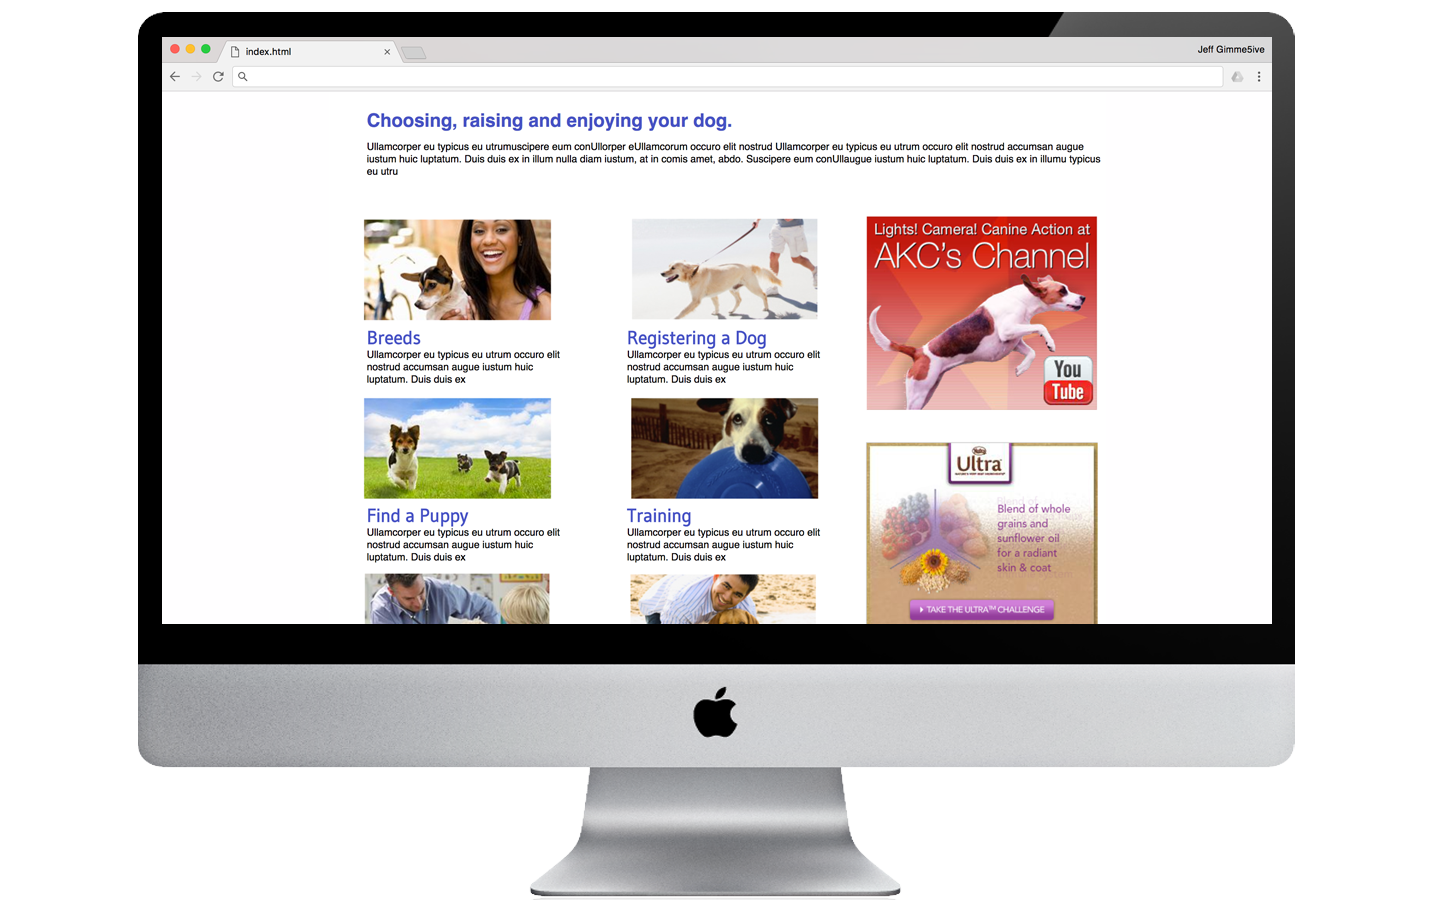 index.html
Jeff Gimme5ive
Choosing, raising and enjoying your dog.
Ullamcorper eu typicus eu utrumuscipere eum conUllorper eUllamcorum occuro elit nostrud Ullamcorper eu typicus eu utrum occuro elit nostrud accumsan augue
iustum huic luptatum. Duis duis ex in illum nulla diam iustum, at in comis amet, abdo. Suscipere eum conUllaugue iustum huic luptatum. Duis duis ex in illumu typicus
eu utru
Breeds
Ullamcorper eu typicus eu utrum occuro elit
nostrud accumsan augue iustum huic
luptatum. Duis duis ex
Registering a Dog
Ullamcorper eu typicus eu utrum occuro elit
nostrud accumsan augue iustum huic
luptatum. Duis duis ex
Find a Puppy
Ullamcorper eu typicus eu utrum occuro elit
nostrud accumsan augue iustum huic
luptatum. Duis duis ex
Training
Ullamcorper eu typicus eu utrum occuro elit
nostrud accumsan augue iustum huic
luptatum. Duis duis ex
Lights! Camera! Canine Action at
AKC's Channel
You
Tube
Ultra
Blend of whole
grains and
sunflower oil
for a radiant
skin & coat
TAKE THE ULTRA™ CHALLENGE